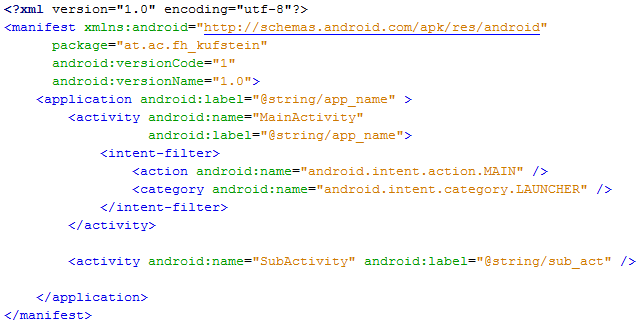 <?xml version="1.0" encoding="utf-8"?>
<manifest xmlns:android="http://schemas.android.com/apk/res/android"
      package="at.ac.fh_kufstein"
      android:versionCode="1"
      android:versionName="1.0">
    <application android:label="@string/app_name" >
        <activity android:name="MainActivity"
                  android:label="@string/app_name">
            <intent-filter>
                <action android:name="android.intent.action.MAIN" />
                <category android:name="android.intent.category.LAUNCHER" />
            </intent-filter>
        </activity>

        <activity android:name="SubActivity" android:label="@string/sub_act" />

    </application>
</manifest>